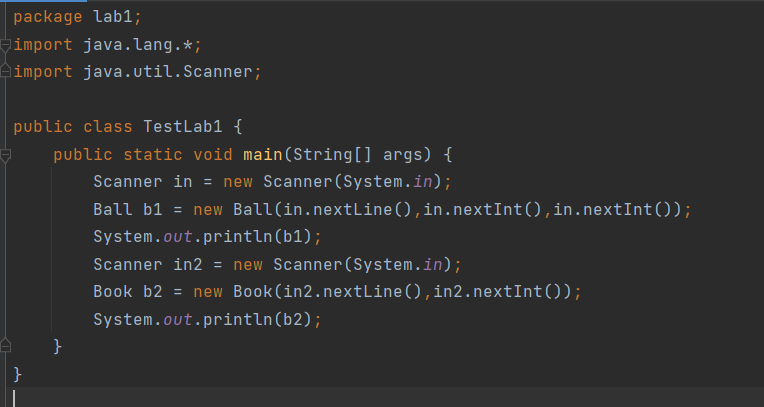 package lab1;
import java.lang.*;
import java.util.Scanner;

public class TestLab1 {
    public static void main(String[] args) {
        Scanner in = new Scanner(System.in);
        Ball b1 = new Ball(in.nextLine(),in.nextInt(),in.nextInt());
        System.out.println(b1);
        Scanner in2 = new Scanner(System.in);
        Book b2 = new Book(in2.nextLine(),in2.nextInt());
        System.out.println(b2);
    }
}